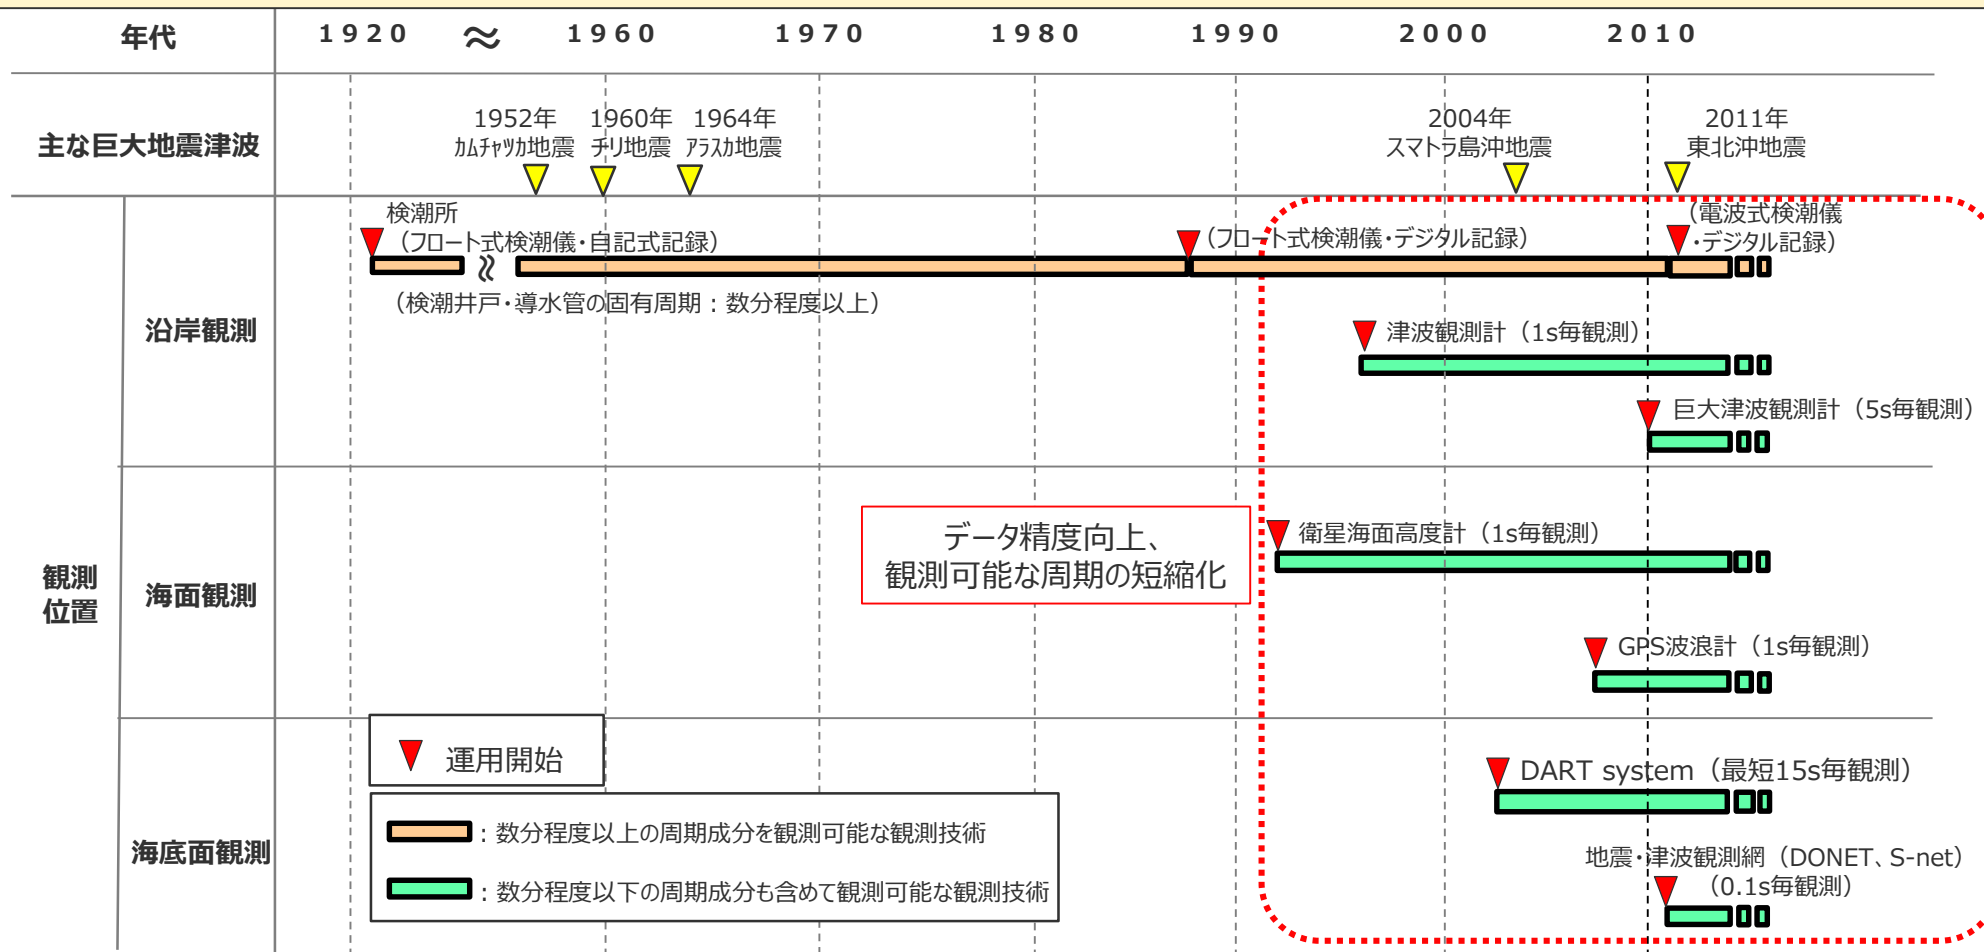 年代
1920
≈
1960
1970
1980
1990
2000
2010
主な巨大地震津波
1952年
ｶﾑﾁｬﾂｶ地震
1960年
ﾁﾘ地震
1964年
ｱﾗｽｶ地震
2004年
スマトラ島沖地震
2011年
東北沖地震
観測
位置
沿岸観測
検潮所
（フロート式検潮儀・自記式記録）
（フロート式検潮儀・デジタル記録）
（電波式検潮儀
・デジタル記録）
（検潮井戸・導水管の固有周期：数分程度以上）
津波観測計（1s毎観測）
巨大津波観測計（5s毎観測）
海面観測
データ精度向上、
観測可能な周期の短縮化
衛星海面高度計（1s毎観測）
GPS波浪計（1s毎観測）
海底面観測
DART system（最短15s毎観測）
地震・津波観測網（DONET、S-net）
（0.1s毎観測）
運用開始
：数分程度以上の周期成分を観測可能な観測技術
：数分程度以下の周期成分も含めて観測可能な観測技術